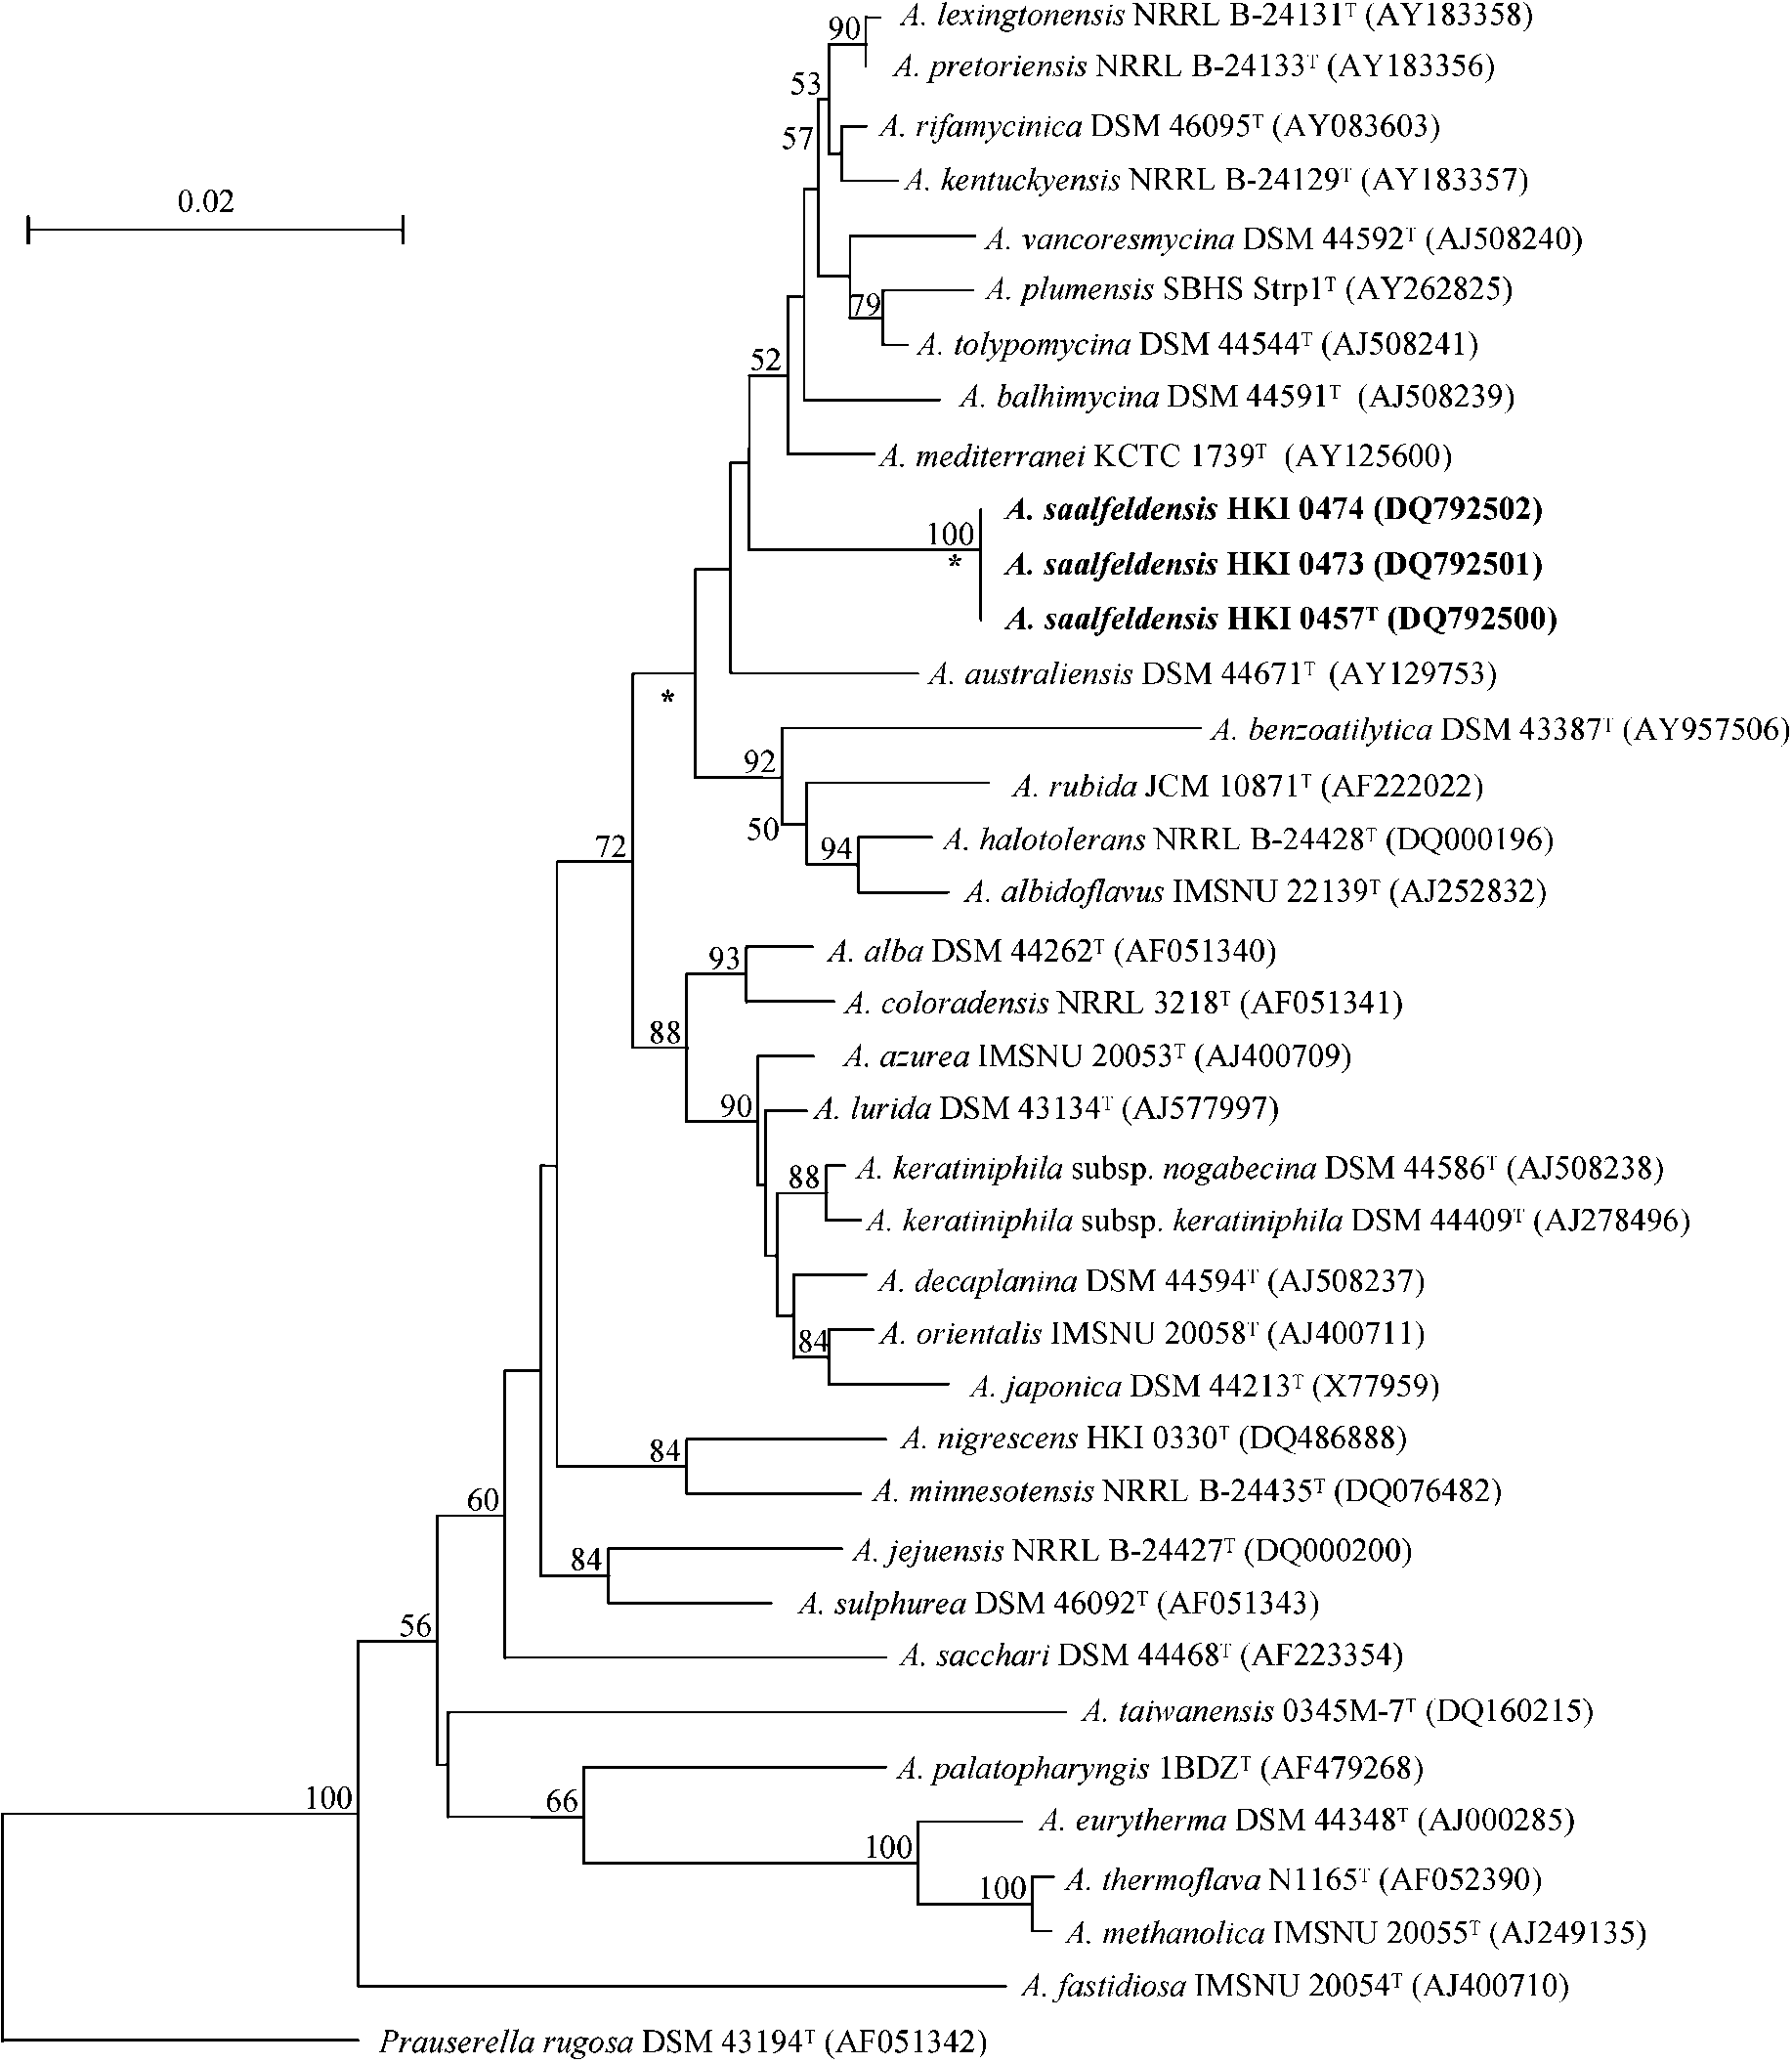 A. lexingtonensis NRRL B-24131ᵀ (AY183358)
90
A. pretoriensis NRRL B-24133ᵀ (AY183356)
53
A. rifamycinica DSM 46095ᵀ (AY083603)
57
A. kentuckyensis NRRL B-24129ᵀ (AY183357)
0.02
A. vancoresmycina DSM 44592ᵀ (AJ508240)
A. plumensis SBHS Strp1ᵀ (AY262825)
79
A. tolypomycina DSM 44544ᵀ (AJ508241)
52
A. balhimycina DSM 44591ᵀ (AJ508239)
A. mediterranei KCTC 1739ᵀ (AY125600)
A. saalfeldensis HKI 0474 (DQ792502)
100
*
A. saalfeldensis HKI 0473 (DQ792501)
A. saalfeldensis HKI 0457ᵀ (DQ792500)
A. australiensis DSM 44671ᵀ (AY129753)
*
A. benzoatilytica DSM 43387ᵀ (AY957506)
92
A. rubida JCM 10871ᵀ (AF222022)
50
A. halotolerans NRRL B-24428ᵀ (DQ000196)
72
94
A. albidoflavus IMSNU 22139ᵀ (AJ252832)
A. alba DSM 44262ᵀ (AF051340)
93
A. coloradensis NRRL 3218ᵀ (AF051341)
88
A. azurea IMSNU 20053ᵀ (AJ400709)
90
A. lurida DSM 43134ᵀ (AJ577997)
A. keratiniphila subsp. nogabecina DSM 44586ᵀ (AJ508238)
88
A. keratiniphila subsp. keratiniphila DSM 44409ᵀ (AJ278496)
A. decaplanina DSM 44594ᵀ (AJ508237)
A. orientalis IMSNU 20058ᵀ (AJ400711)
84
A. japonica DSM 44213ᵀ (X77959)
A. nigrescens HKI 0330ᵀ (DQ486888)
84
A. minnesotensis NRRL B-24435ᵀ (DQ076482)
60
A. jejuensis NRRL B-24427ᵀ (DQ000200)
84
A. sulphurea DSM 46092ᵀ (AF051343)
56
A. sacchari DSM 44468ᵀ (AF223354)
A. taiwanensis 0345M-7ᵀ (DQ160215)
A. palatopharyngis 1BDZᵀ (AF479268)
100
66
A. eurytherma DSM 44348ᵀ (AJ000285)
100
A. thermoflava N1165ᵀ (AF052390)
100
A. methanolica IMSNU 20055ᵀ (AJ249135)
A. fastidiosa IMSNU 20054ᵀ (AJ400710)
Prauserella rugosa DSM 43194ᵀ (AF051342)